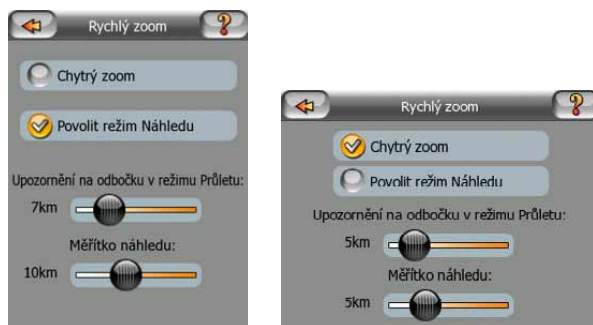 Rychlý zoom
Chytrý zoom
Povolit režim Náhledu
Upozornění na odbočku v režimu Průletu:
7km
Měřítko náhledu:
10km
Rychlý zoom
Chytrý zoom
Povolit režim Náhledu
Upozornění na odbočku v režimu Průletu:
5km
Měřítko náhledu:
5km